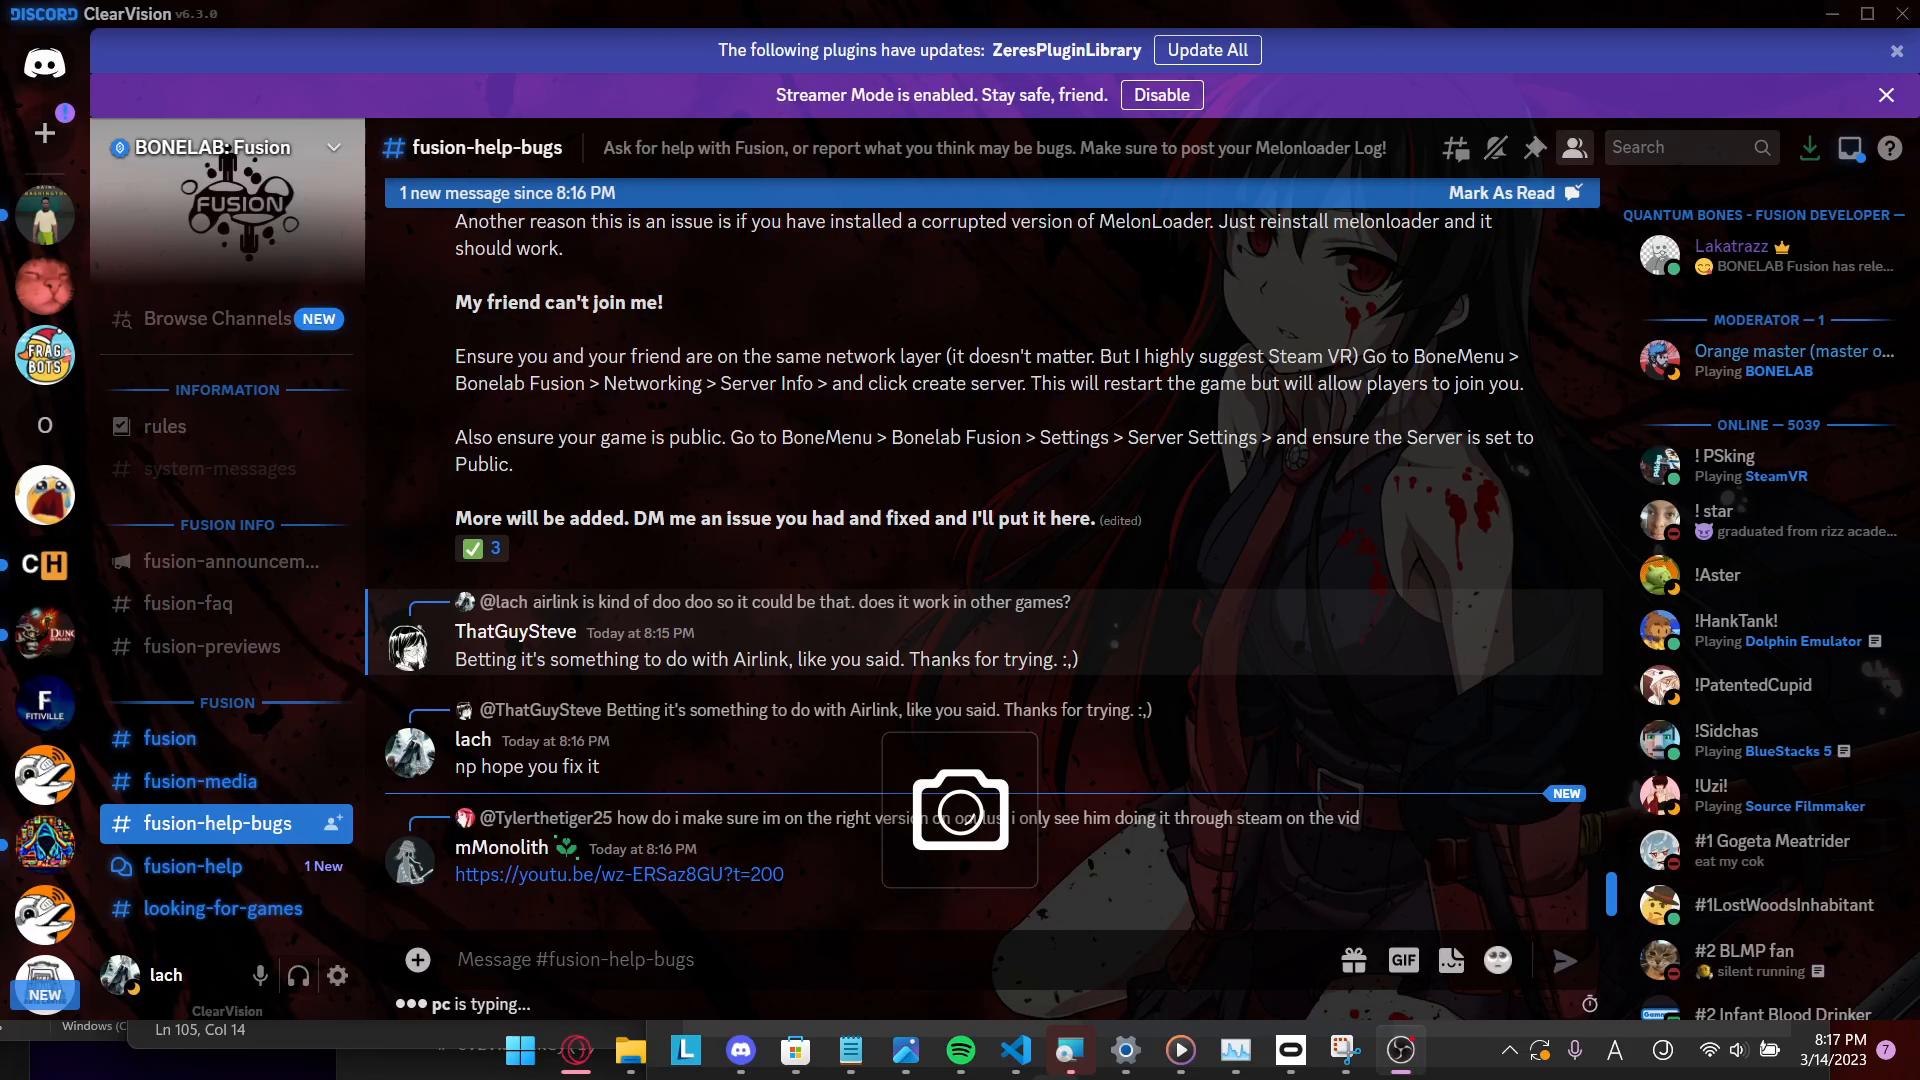 DISCORD ClearVision v6.3.0
The following plugins have updates: ZeresPluginLibrary Update All
Streamer Mode is enabled. Stay safe, friend. Disable
BONELAB: Fusion
FUSION
# fusion-help-bugs Ask for help with Fusion, or report what you think may be bugs. Make sure to post your Melonloader Log!
Search
1 new message since 8:16 PM Mark As Read
Browse Channels NEW
INFORMATION
rules
# system-messages
FUSION INFO
fusion-announcem...
# fusion-faq
# fusion-previews
FUSION
# fusion
# fusion-media
# fusion-help-bugs
fusion-help 1 New
# looking-for-games
FRAG
BOTS
O
CH
DUNG
F
FITIVILLE
NEW
lach
ClearVision
Another reason this is an issue is if you have installed a corrupted version of MelonLoader. Just reinstall melonloader and it
should work.
My friend can't join me!
Ensure you and your friend are on the same network layer (it doesn't matter. But I highly suggest Steam VR) Go to BoneMenu >
Bonelab Fusion > Networking > Server Info > and click create server. This will restart the game but will allow players to join you.
Also ensure your game is public. Go to BoneMenu > Bonelab Fusion > Settings > Server Settings > and ensure the Server is set to
Public.
More will be added. DM me an issue you had and fixed and I'll put it here. (edited)
✅ 3
@lach airlink is kind of doo doo so it could be that. does it work in other games?
ThatGuySteve Today at 8:15 PM
Betting it's something to do with Airlink, like you said. Thanks for trying. :,)
@ThatGuySteve Betting it's something to do with Airlink, like you said. Thanks for trying. :,)
lach Today at 8:16 PM
np hope you fix it
NEW
@Tylerthetiger25 how do i make sure im on the right version on oculus i only see him doing it through steam on the vid
mMonolith Today at 8:16 PM
https://youtu.be/wz-ERSaz8GU?t=200
Message #fusion-help-bugs
GIF
pc is typing...
QUANTUM BONES - FUSION DEVELOPER —
Lakatrazz
BONELAB Fusion has rele...
MODERATOR — 1
Orange master (master o...
Playing BONELAB
ONLINE — 5039
! PSking
Playing SteamVR
! star
graduated from rizz acade...
!Aster
!HankTank!
Playing Dolphin Emulator
!PatentedCupid
!Sidchas
Playing BlueStacks 5
!Uzi!
Playing Source Filmmaker
#1 Gogeta Meatrider
eat my cok
#1LostWoodsInhabitant
#2 BLMP fan
silent running
#2 Infant Blood Drinker
Windows (C
Ln 105, Col 14
L
A
8:17 PM
3/14/2023
7